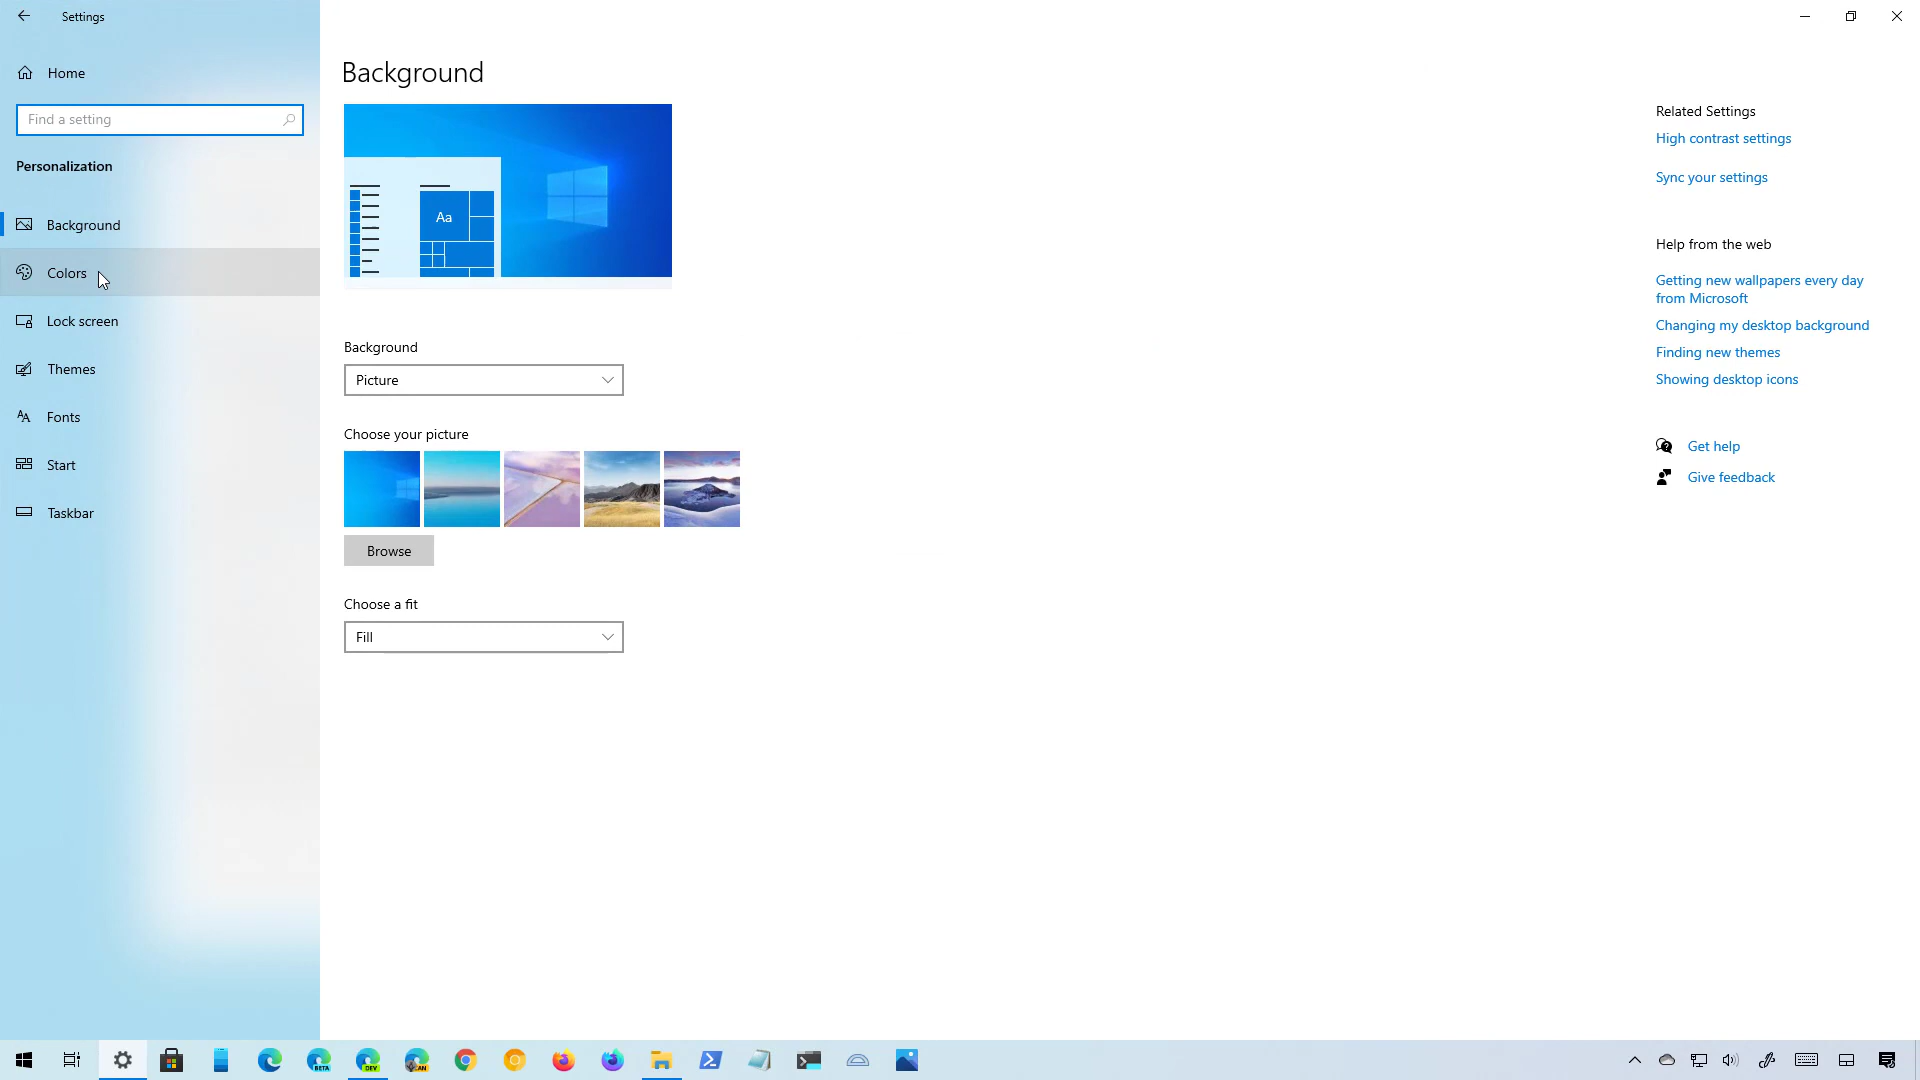 Settings
Home
Find a setting
Personalization
Background
Colors
Lock screen
Themes
Fonts
Start
Taskbar
Background
Aa
Background
Picture
Choose your picture
Browse
Choose a fit
Fill
Related Settings
High contrast settings
Sync your settings
Help from the web
Getting new wallpapers every day
from Microsoft
Changing my desktop background
Finding new themes
Showing desktop icons
Get help
Give feedback
BETA
DEV
CAN